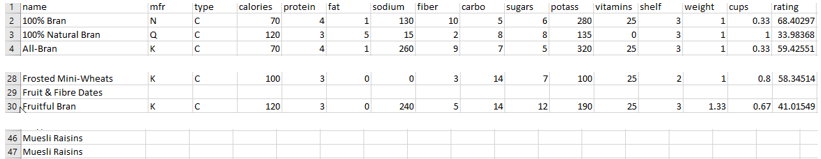 1 name mfr type calories protein fat sodium fiber carbo sugars potass vitamins shelf weight cups rating
2 100% Bran N C 70 4 1 130 10 5 6 280 25 3 1 0.33 68.40297
3 100% Natural Bran Q C 120 3 5 15 2 8 8 135 0 3 1 1 33.98368
4 All-Bran K C 70 4 1 260 9 7 5 320 25 3 1 0.33 59.42551
28 Frosted Mini-Wheats K C 100 3 0 0 3 14 7 100 25 2 1 0.8 58.34514
29 Fruit & Fibre Dates
30 Fruitful Bran K C 120 3 0 240 5 14 12 190 25 3 1.33 0.67 41.01549
46 Muesli Raisins
47 Muesli Raisins